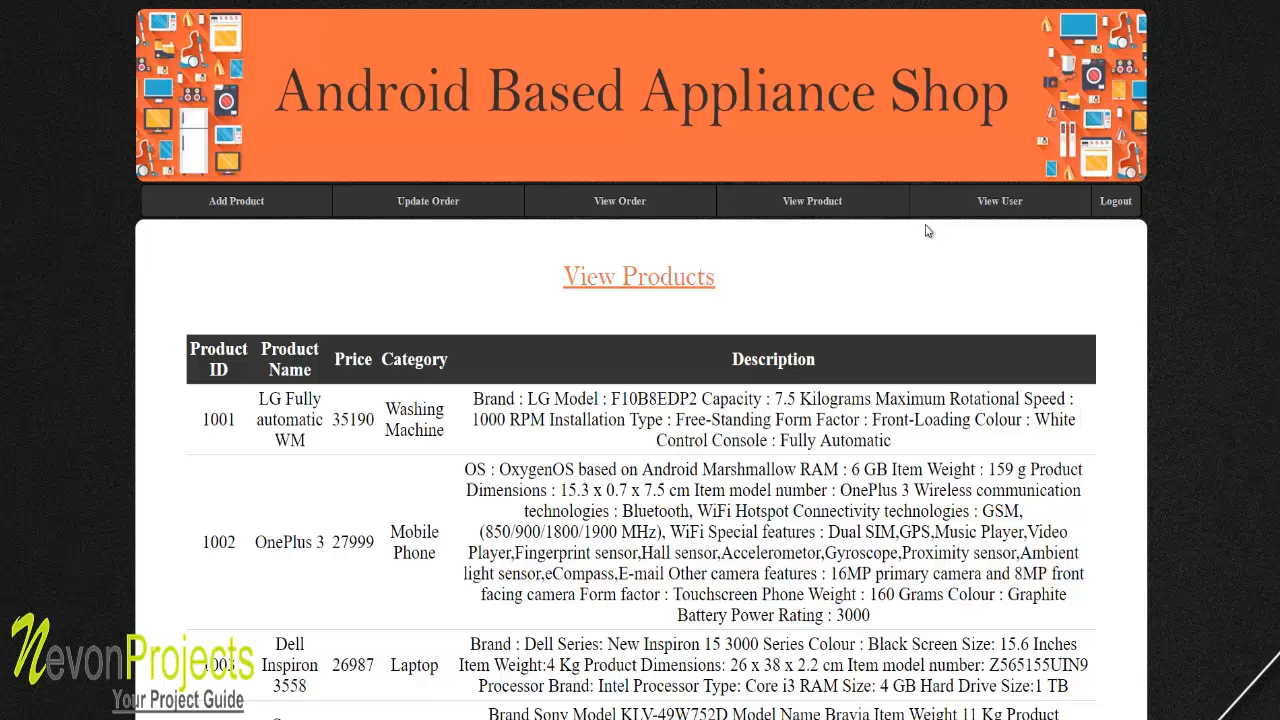 Android Based Appliance Shop
Add Product Update Order View Order View Product View User Logout
View Products
Product ID Product Name Price Category Description
1001
LG Fully
automatic
WM
35190
Washing
Machine
Brand : LG Model : F10B8EDP2 Capacity : 7.5 Kilograms Maximum Rotational Speed :
1000 RPM Installation Type : Free-Standing Form Factor : Front-Loading Colour : White
Control Console : Fully Automatic
1002
OnePlus 3
27999
Mobile
Phone
OS : OxygenOS based on Android Marshmallow RAM : 6 GB Item Weight : 159 g Product
Dimensions : 15.3 x 0.7 x 7.5 cm Item model number : OnePlus 3 Wireless communication
technologies : Bluetooth, WiFi Hotspot Connectivity technologies : GSM,
(850/900/1800/1900 MHz), WiFi Special features : Dual SIM,GPS,Music Player,Video
Player,Fingerprint sensor,Hall sensor,Accelerometor,Gyroscope,Proximity sensor,Ambient
light sensor,eCompass,E-mail Other camera features : 16MP primary camera and 8MP front
facing camera Form factor : Touchscreen Phone Weight : 160 Grams Colour : Graphite
Battery Power Rating : 3000
1003
Dell
Inspiron
3558
26987
Laptop
Brand : Dell Series: New Inspiron 15 3000 Series Colour : Black Screen Size: 15.6 Inches
Item Weight:4 Kg Product Dimensions: 26 x 38 x 2.2 cm Item model number: Z565155UIN9
Processor Brand: Intel Processor Type: Core i3 RAM Size: 4 GB Hard Drive Size:1 TB
Brand Sony Model KLV-49W752D Model Name Bravia Item Weight 11 Kg Product
NevonProjects
Your Project Guide